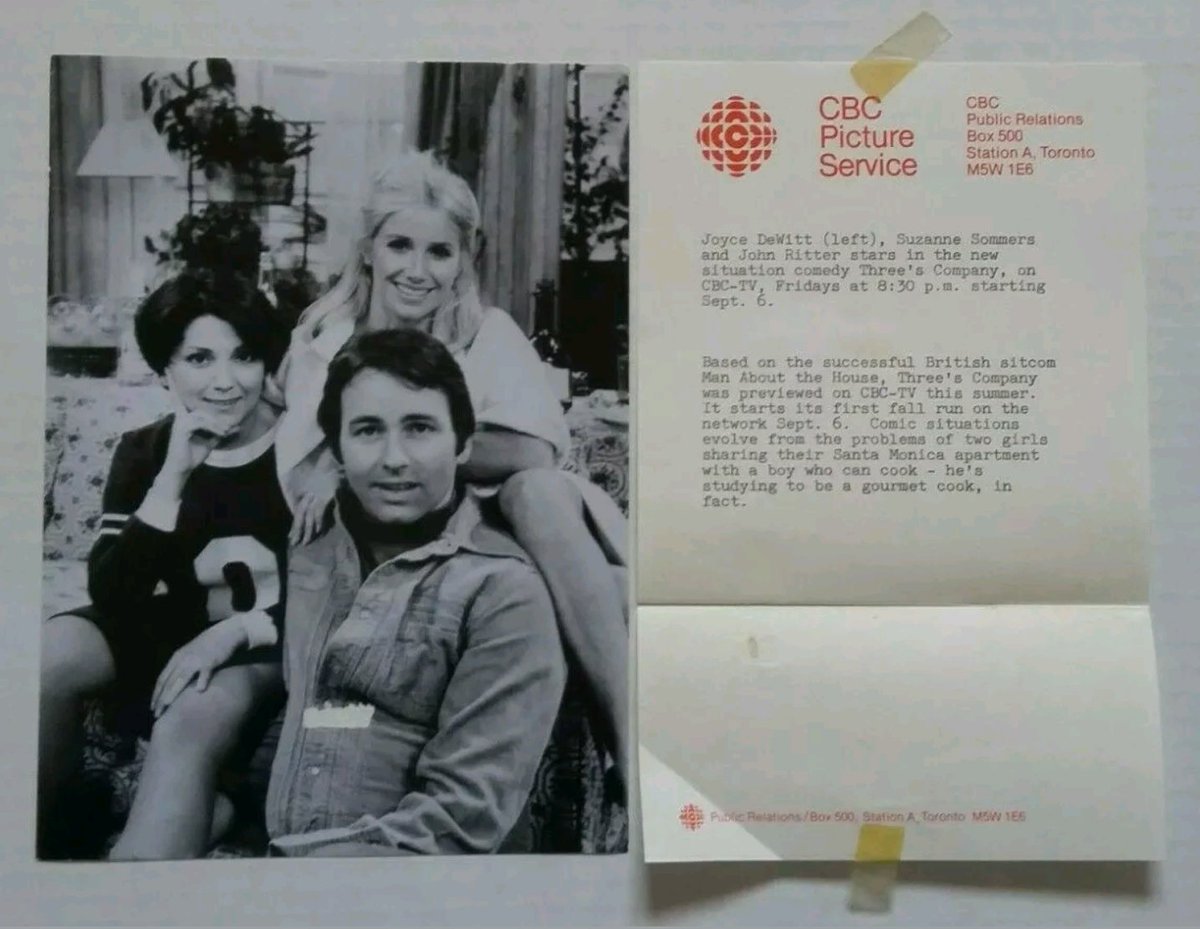 CBC
Picture
Service
CBC
Public Relations
Box 500
Station A, Toronto
M5W 1E6
Joyce DeWitt (left), Suzanne Sommers
and John Ritter stars in the new
situation comedy Three's Company, on
CBC-TV, Fridays at 8:30 p.m. starting
Sept. 6.
Based on the successful British sitcom
Man About the House, Three's Company
was previewed on CBC-TV this summer.
It starts its first fall run on the
network Sept. 6.  Comic situations
evolve from the problems of two girls
sharing their Santa Monica apartment
with a boy who can cook - he's
studying to be a gourmet cook, in
fact.
Public Relations/Box 500, Station A, Toronto M5W 1E6